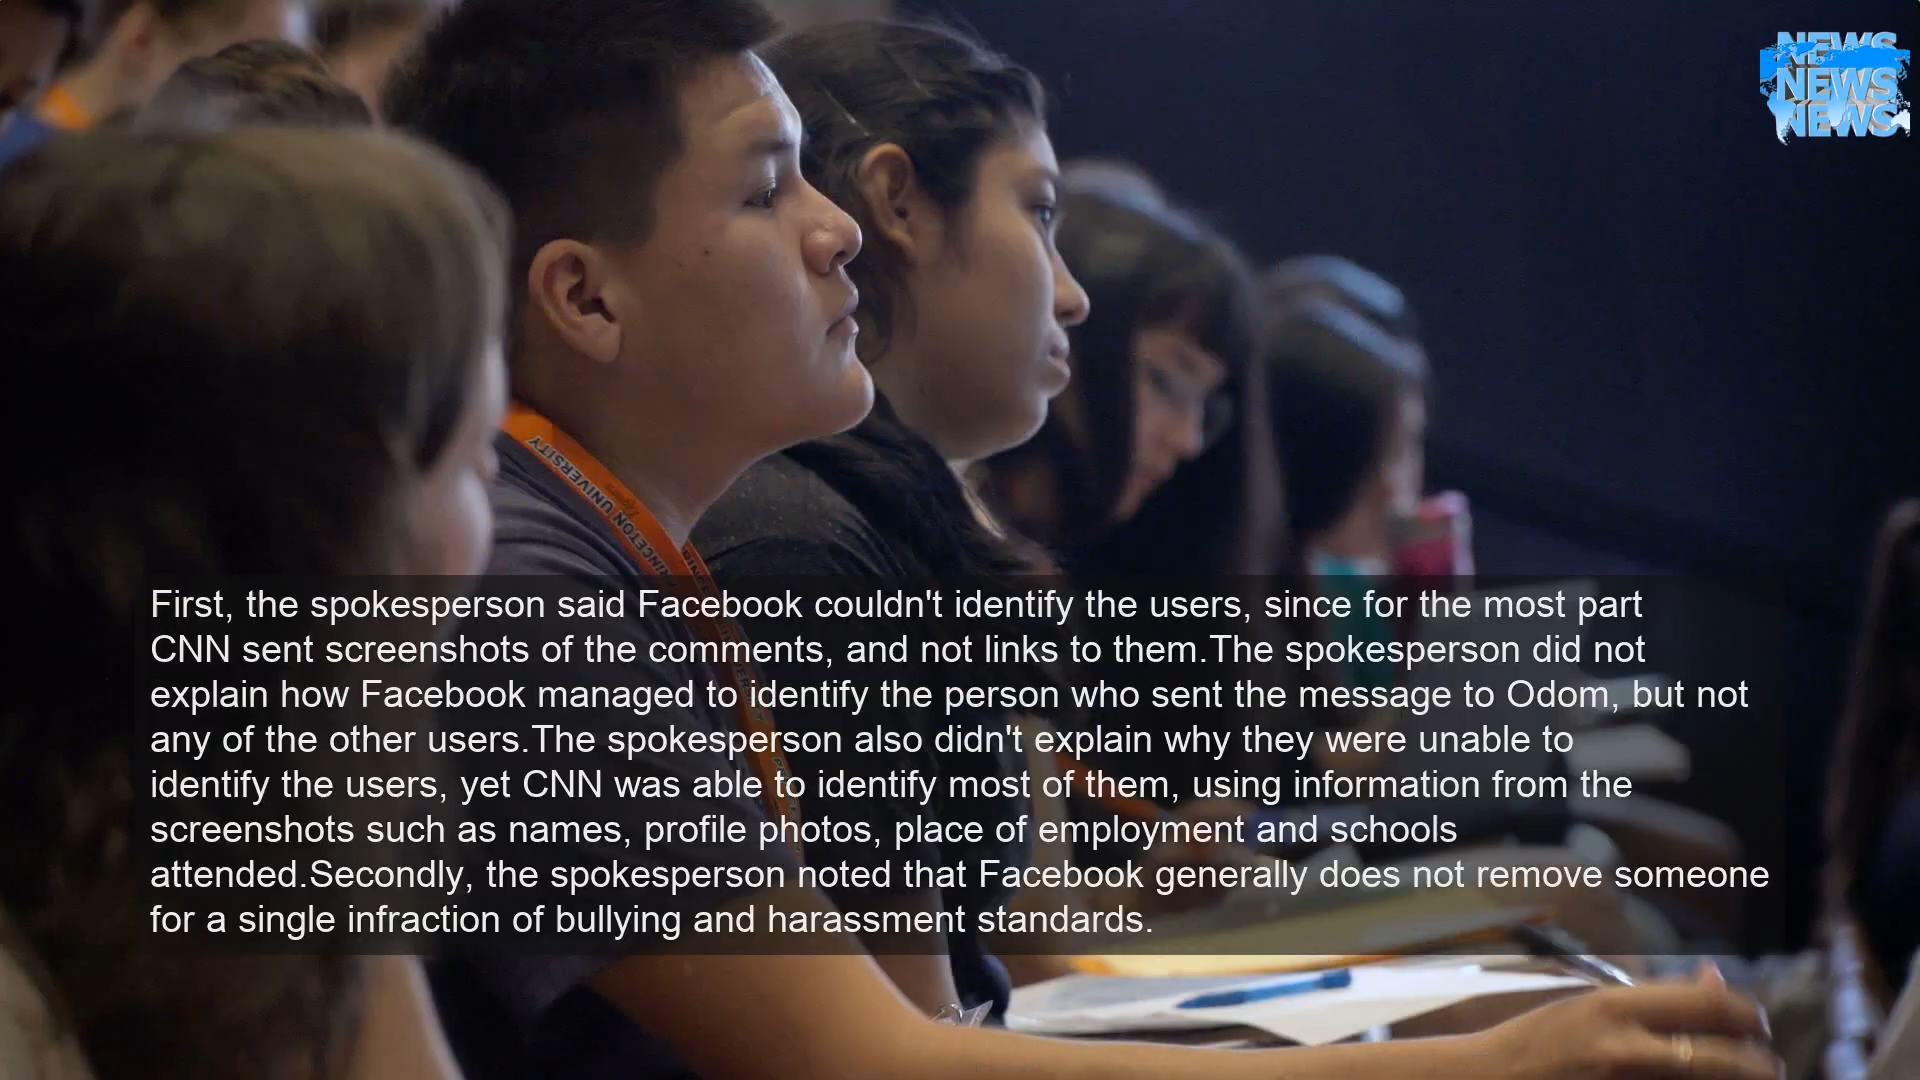 NEWS
NEWS
NEWS
PRINCETON UNIVERSITY
First, the spokesperson said Facebook couldn't identify the users, since for the most part
CNN sent screenshots of the comments, and not links to them.The spokesperson did not
explain how Facebook managed to identify the person who sent the message to Odom, but not
any of the other users.The spokesperson also didn't explain why they were unable to
identify the users, yet CNN was able to identify most of them, using information from the
screenshots such as names, profile photos, place of employment and schools
attended.Secondly, the spokesperson noted that Facebook generally does not remove someone
for a single infraction of bullying and harassment standards.